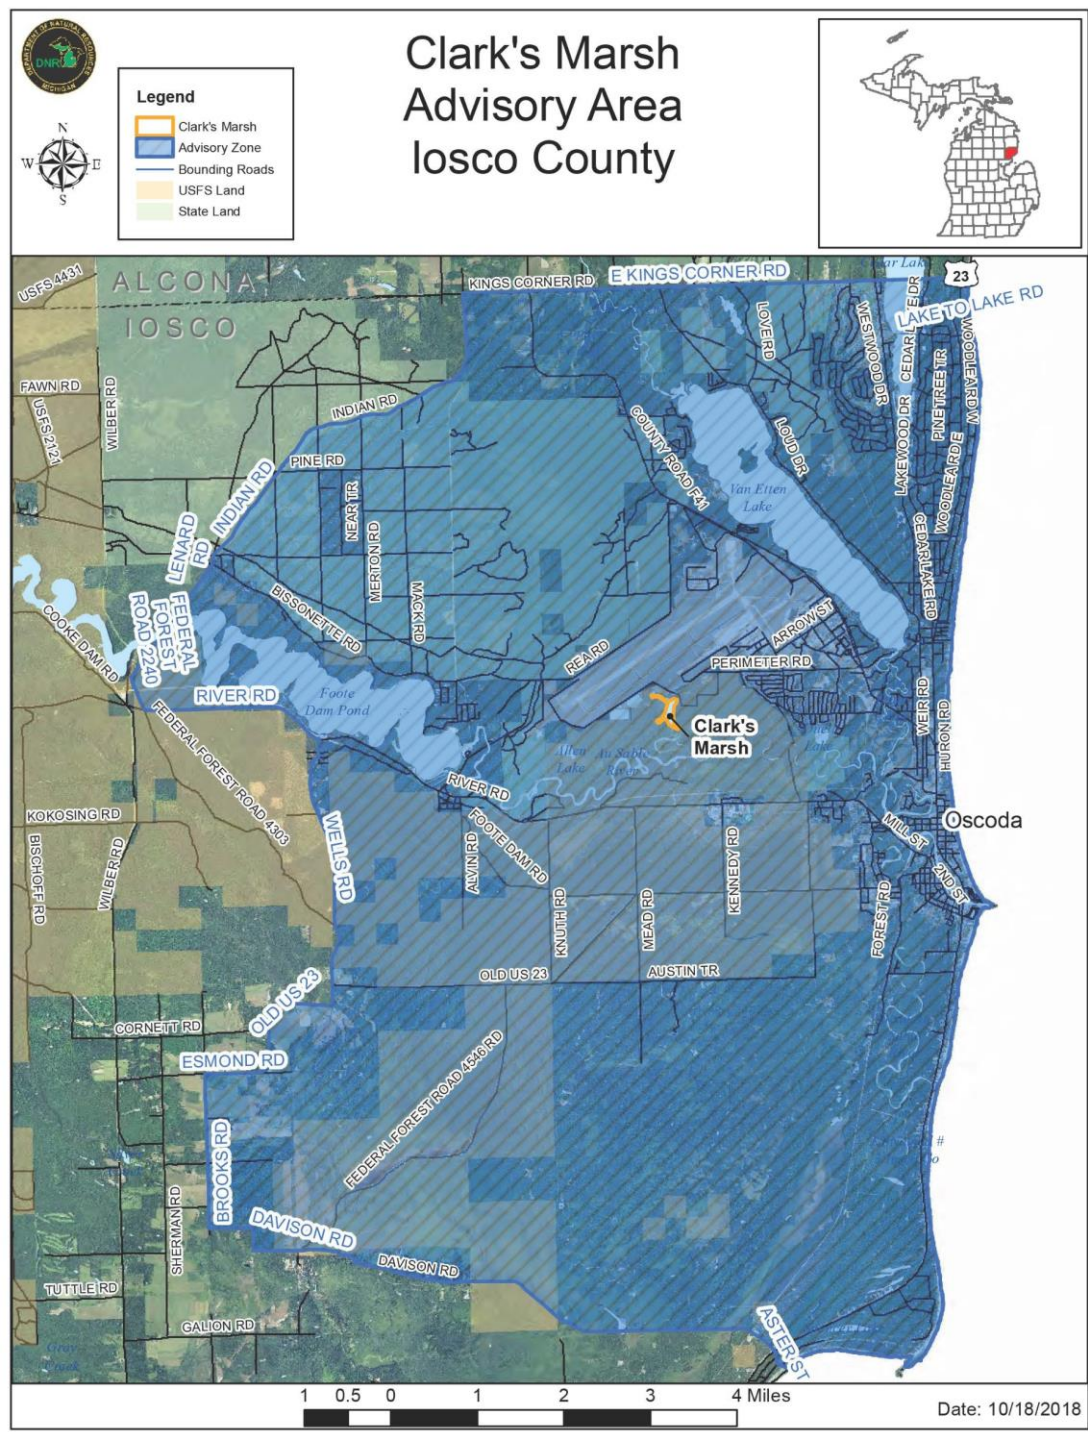 DEPARTMENT OF NATURAL RESOURCES
DNR
MICHIGAN
Clark's Marsh
Advisory Area
Iosco County
Legend
Clark's Marsh
Advisory Zone
Bounding Roads
USFS Land
State Land
N
W E
S
USFS 4431
ALCONA
IOSCO
KINGS CORNER RD
E KINGS CORNER RD
23
LAKE TO LAKE RD
FAWN RD
USFS 2121
WILBER RD
INDIAN RD
PINE RD
INDIAN RD
LENARD RD
NEAR TR
MERTON RD
MACK RD
BISSONETTE RD
COUNTY ROAD F41
LOVE RD
LOUD DR
WESTWOOD DR
CEDAR LAKE DR
LAKEWOOD DR
PINE TREE TR
WOODLEA RD W
WOODLEA RD E
CEDAR LAKE RD
Van Etten
Lake
COOKE DAM RD
FEDERAL
FOREST
ROAD 2240
RIVER RD
Foote
Dam Pond
REA RD
ARROW ST
PERIMETER RD
Clark's
Marsh
Allen
Lake
Au Sable
River
Lake
WEIR RD
HURON RD
FEDERAL FOREST ROAD 4303
RIVER RD
FOOTE DAM RD
KOKOSING RD
BISCHOFF RD
WILBER RD
WELLS RD
ALVIN RD
KNUTH RD
MEAD RD
KENNEDY RD
MILL ST
Oscoda
2ND ST
FOREST RD
OLD US 23
AUSTIN TR
OLD US 23
CORNETT RD
ESMOND RD
FEDERAL FOREST ROAD 4546 RD
BROOKS RD
SHERMAN RD
DAVISON RD
DAVISON RD
TUTTLE RD
GALION RD
ASTER ST
1 0.5 0 1 2 3 4 Miles
Date: 10/18/2018